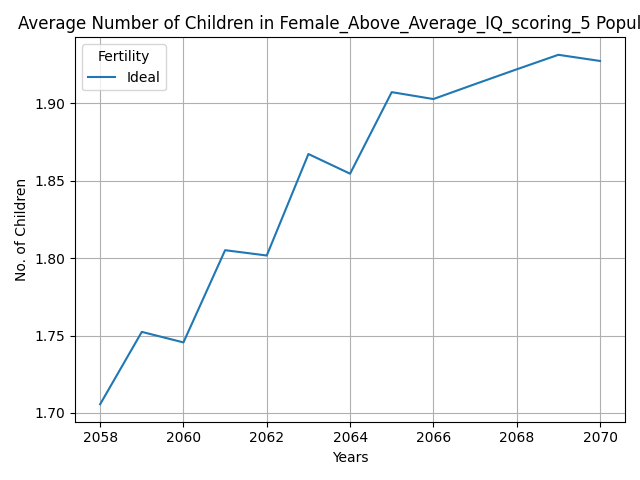 Average Number of Children in Female_Above_Average_IQ_scoring_5 Popul
Fertility
Ideal
No. of Children
1.90
1.85
1.80
1.75
1.70
2058 2060 2062 2064 2066 2068 2070
Years